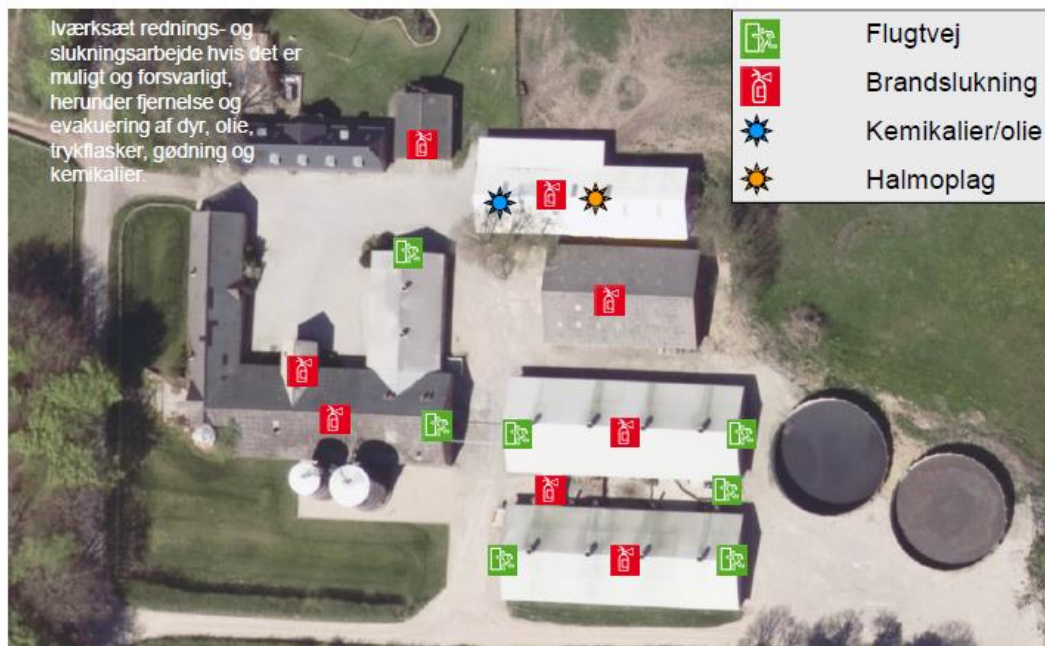 Iværksæt rednings- og
slukningsarbejde hvis det er
muligt og forsvarligt,
herunder fjernelse og
evakuering af dyr, olie,
trykflasker, gødning og
kemikalier.
Flugtvej
Brandslukning
Kemikalier/olie
Halmoplag